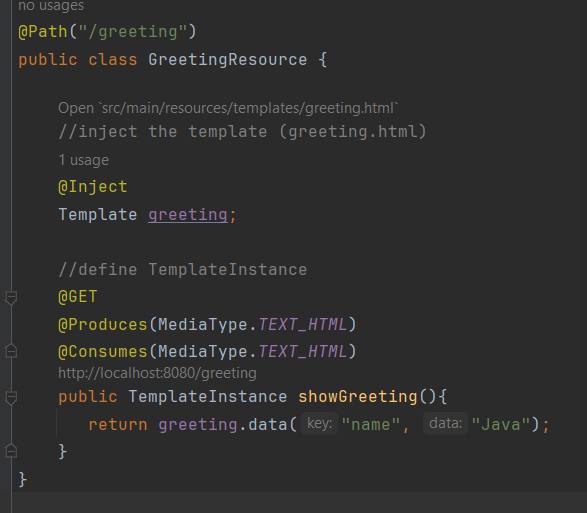 no usages
@Path("/greeting")
public class GreetingResource {
Open `src/main/resources/templates/greeting.html`
//inject the template (greeting.html)
1 usage
@Inject
Template greeting;
//define TemplateInstance
@GET
@Produces(MediaType.TEXT_HTML)
@Consumes(MediaType.TEXT_HTML)
http://localhost:8080/greeting
public TemplateInstance showGreeting(){
return greeting.data( key: "name", data: "Java");
}
}